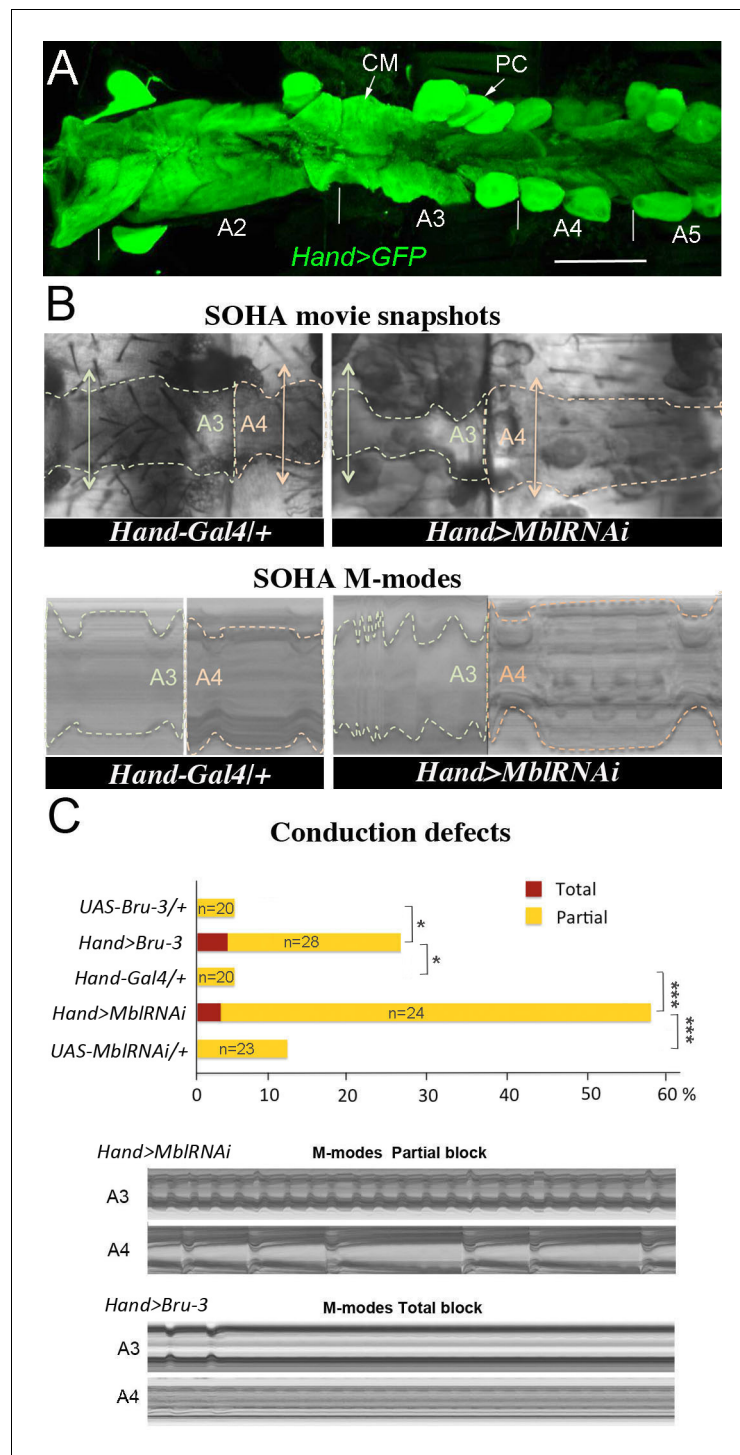 A
CM
PC
A2
A3
A4
A5
Hand>GFP
B
SOHA movie snapshots
A3
A4
A3
A4
Hand-Gal4/+
Hand>MblRNAi
SOHA M-modes
A3
A4
A3
A4
Hand-Gal4/+
Hand>MblRNAi
C
Conduction defects
Total
Partial
UAS-Bru-3/+
n=20
*
Hand>Bru-3
n=28
*
Hand-Gal4/+
n=20
***
Hand>MblRNAi
n=24
***
UAS-MblRNAi/+
n=23
0 10 20 30 40 50 60 %
Hand>MblRNAi
M-modes Partial block
A3
A4
Hand>Bru-3
M-modes Total block
A3
A4